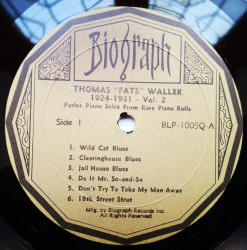 Biograph
THOMAS "FATS" WALLER
1924-1931 - Vol. 2
Parlor Piano Solos From Rare Piano Rolls
Side 1
BLP-1005Q-A
1. Wild Cat Blues
2. Clearinghouse Blues
3. Jail House Blues
4. Do It Mr. So-and-So
5. Don't Try To Take My Man Away
6. 18th Street Strut
Mfg. by Biograph Records Inc
All Rights Reserved